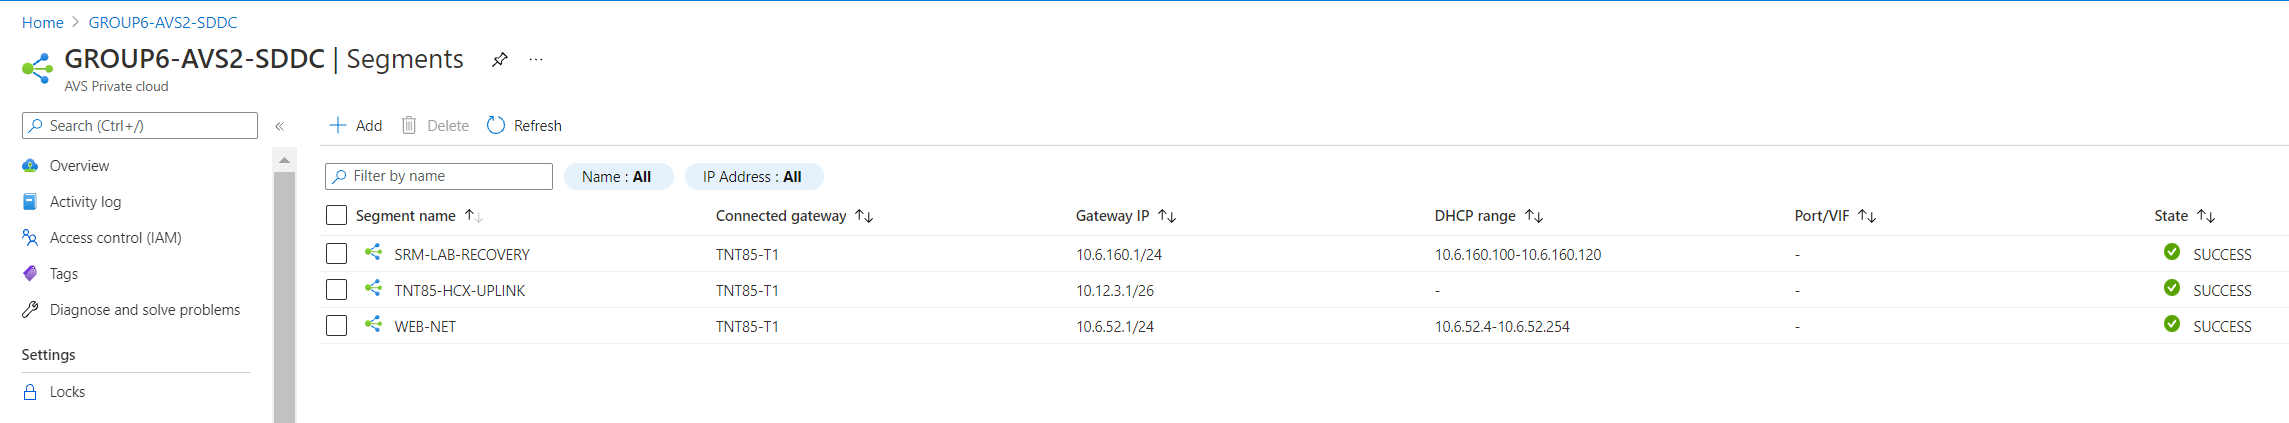 Home > GROUP6-AVS2-SDDC
GROUP6-AVS2-SDDC | Segments ...
AVS Private cloud
Search (Ctrl+/) «
Add Delete Refresh
Overview
Activity log
Access control (IAM)
Tags
Diagnose and solve problems
Settings
Locks
Filter by name Name : All IP Address : All
Segment name Connected gateway Gateway IP DHCP range Port/VIF State
SRM-LAB-RECOVERY TNT85-T1 10.6.160.1/24 10.6.160.100-10.6.160.120 - SUCCESS
TNT85-HCX-UPLINK TNT85-T1 10.12.3.1/26 - - SUCCESS
WEB-NET TNT85-T1 10.6.52.1/24 10.6.52.4-10.6.52.254 - SUCCESS